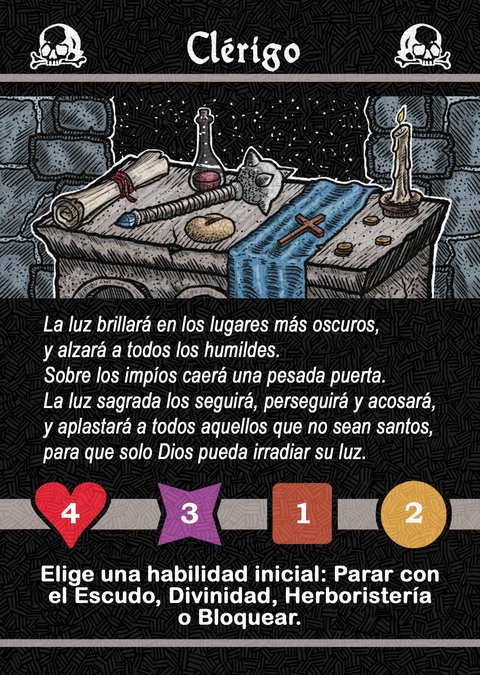 Clérigo
La luz brillará en los lugares más oscuros,
y alzará a todos los humildes.
Sobre los impíos caerá una pesada puerta.
La luz sagrada los seguirá, perseguirá y acosará,
y aplastará a todos aquellos que no sean santos,
para que solo Dios pueda irradiar su luz.
4 3 1 2
Elige una habilidad inicial: Parar con
el Escudo, Divinidad, Herboristería
o Bloquear.